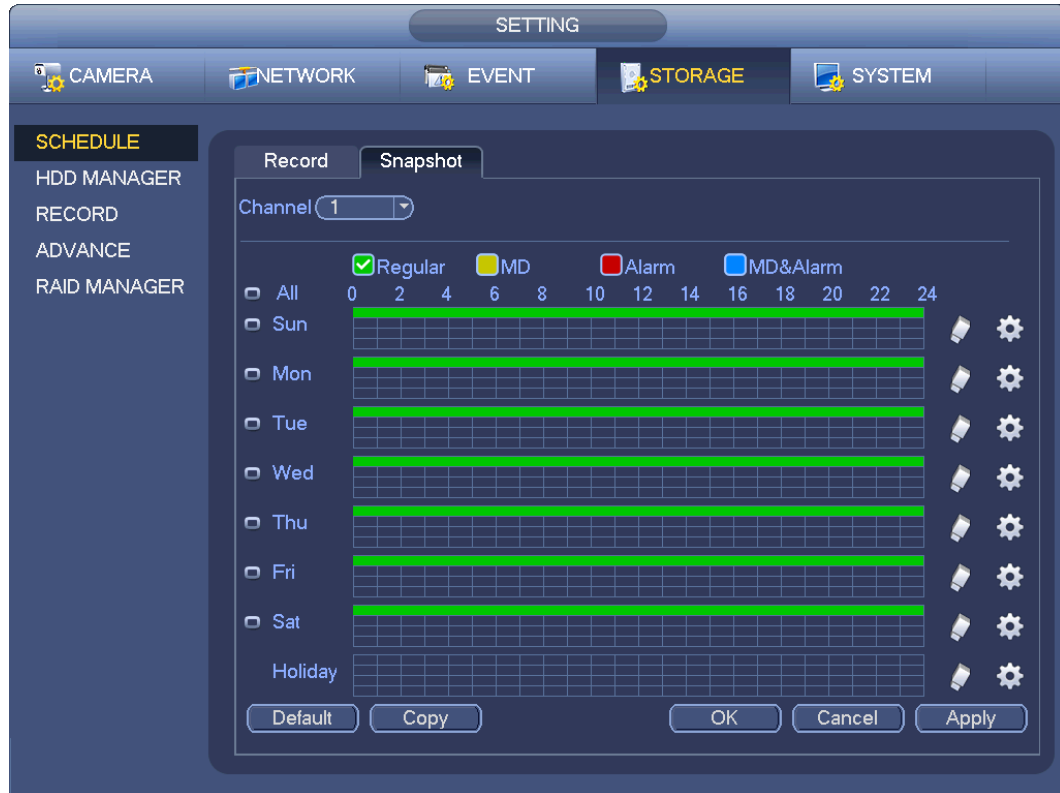 SETTING
CAMERA NETWORK EVENT STORAGE SYSTEM
SCHEDULE
HDD MANAGER
RECORD
ADVANCE
RAID MANAGER
Record Snapshot
Channel 1
Regular MD Alarm MD&Alarm
All 0 2 4 6 8 10 12 14 16 18 20 22 24
Sun
Mon
Tue
Wed
Thu
Fri
Sat
Holiday
Default Copy OK Cancel Apply